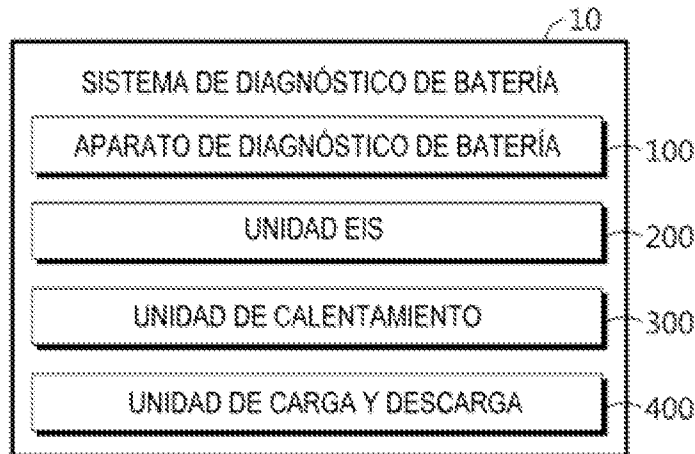 10
SISTEMA DE DIAGNÓSTICO DE BATERÍA
APARATO DE DIAGNÓSTICO DE BATERÍA
100
UNIDAD EIS
200
UNIDAD DE CALENTAMIENTO
300
UNIDAD DE CARGA Y DESCARGA
400